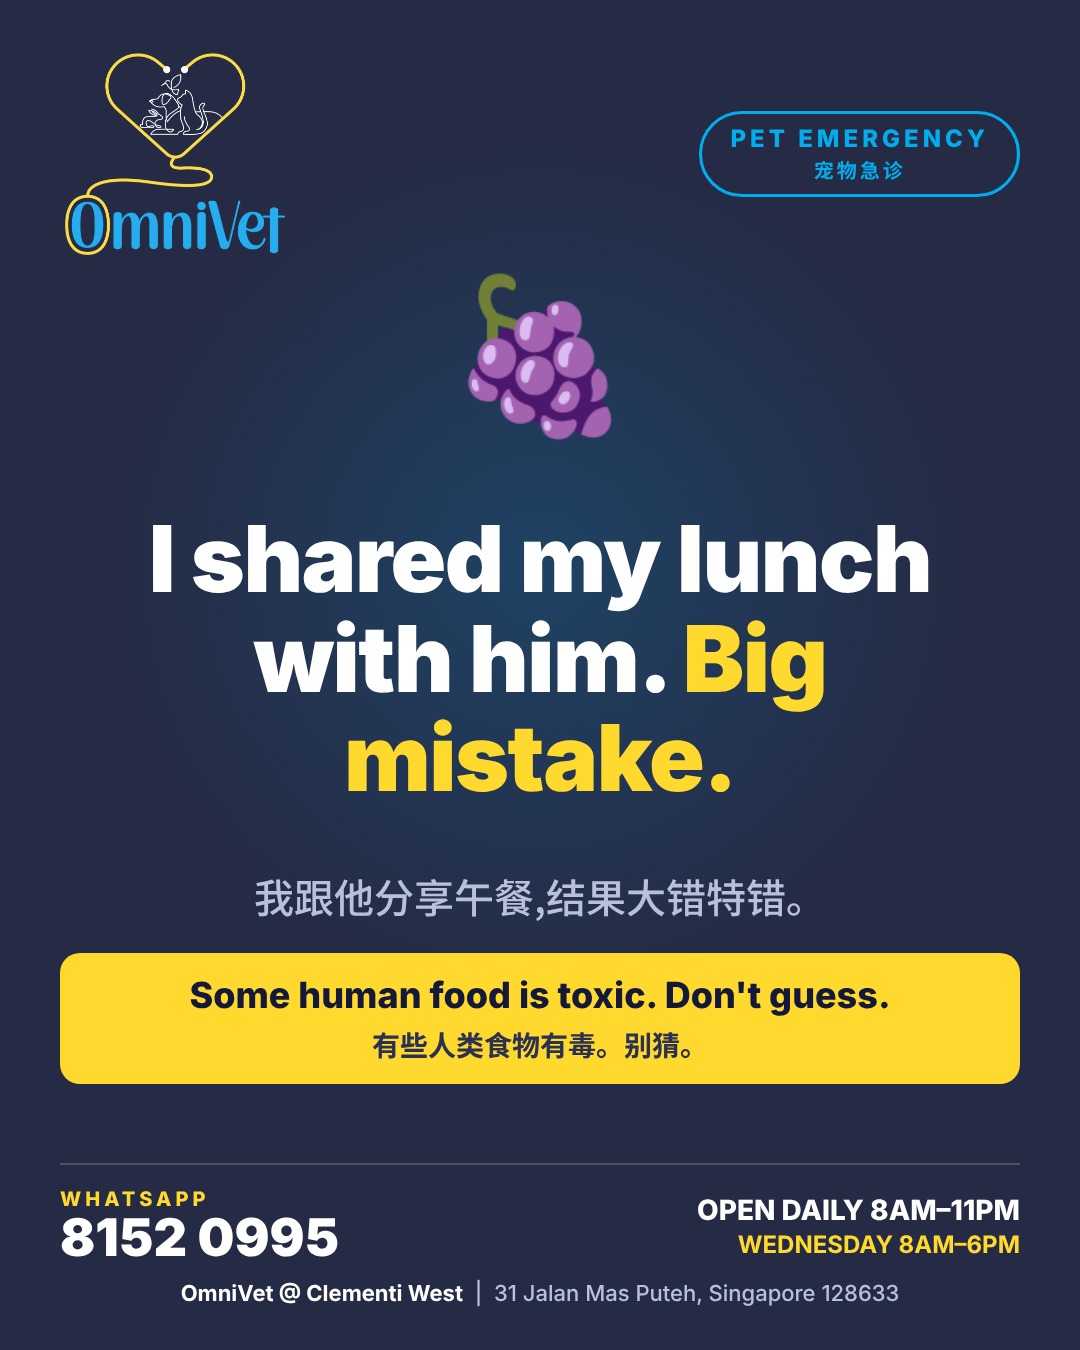 OmniVet
PET EMERGENCY
宠物急诊
I shared my lunch
with him. Big
mistake.
我跟他分享午餐,结果大错特错。
Some human food is toxic. Don't guess.
有些人类食物有毒。别猜。
WHATSAPP
8152 0995
OPEN DAILY 8AM–11PM
WEDNESDAY 8AM–6PM
OmniVet @ Clementi West | 31 Jalan Mas Puteh, Singapore 128633